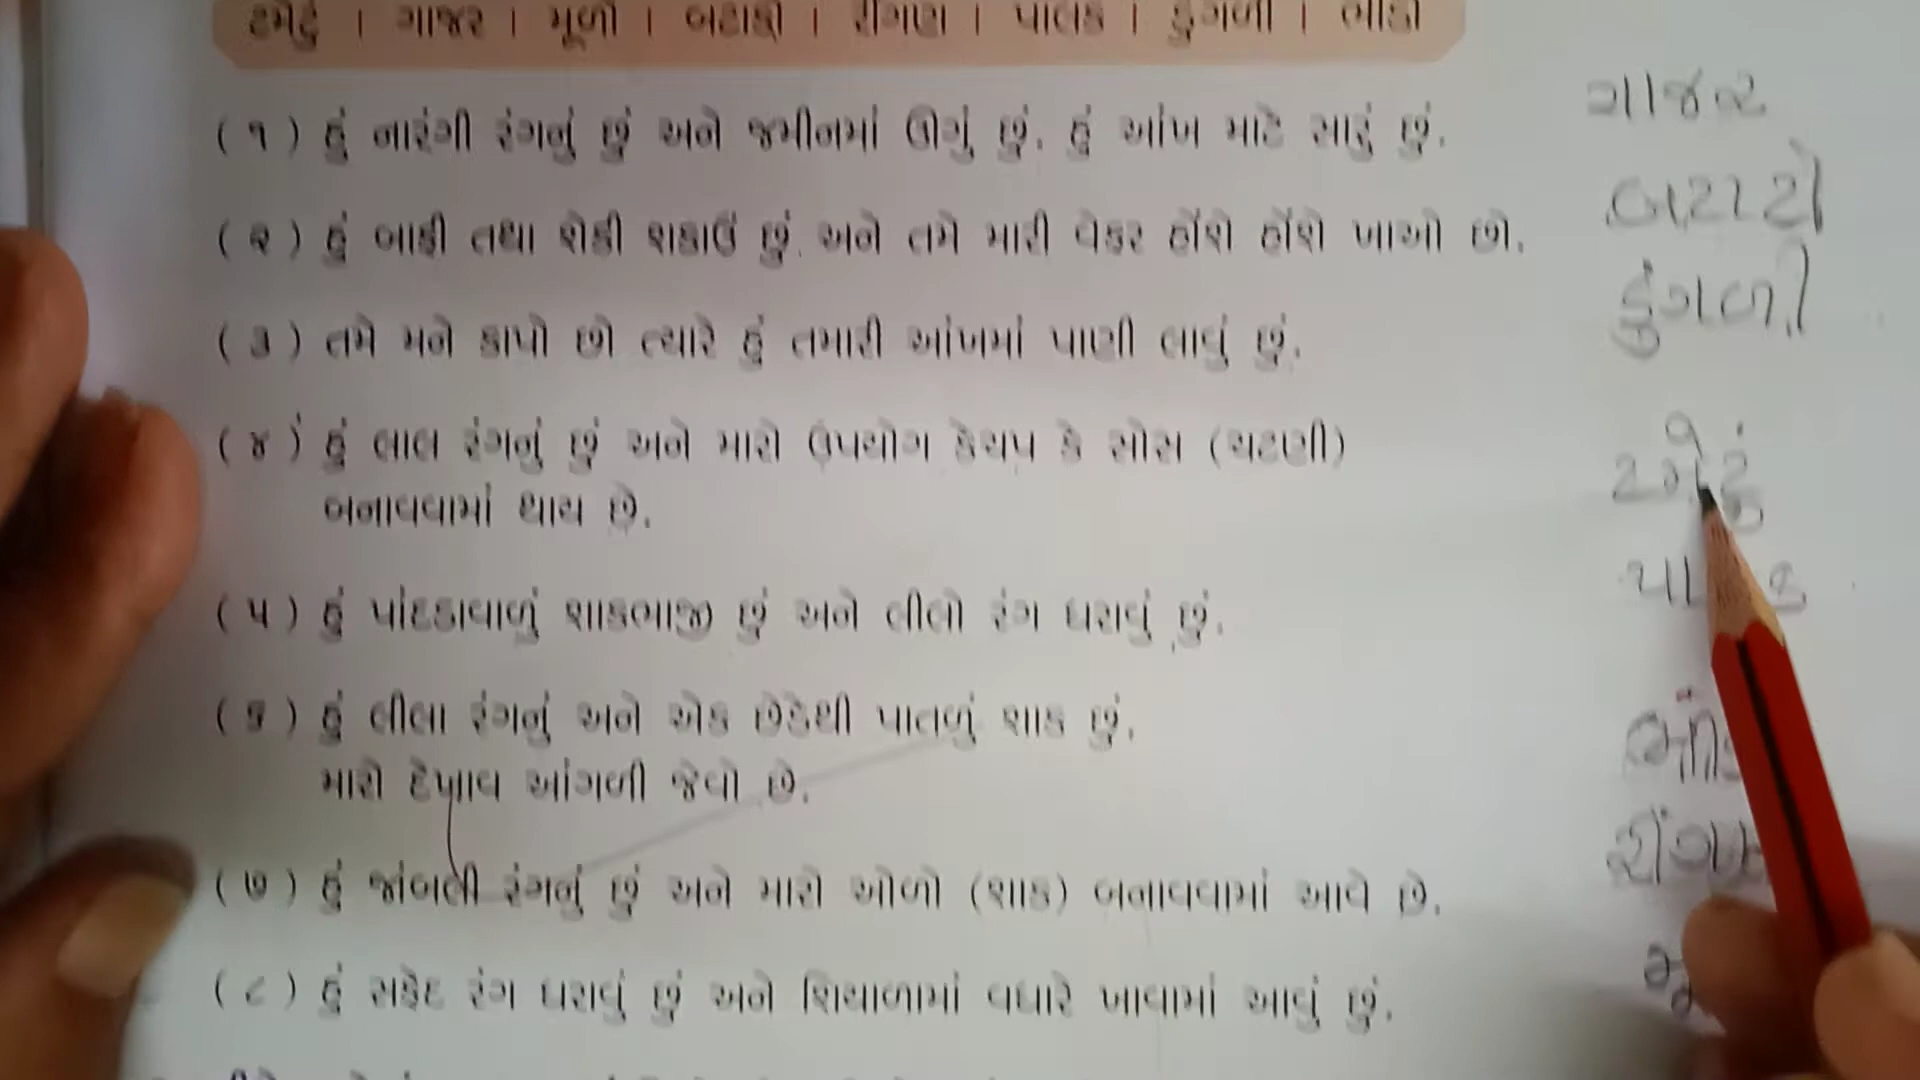 ટમેટું | ગાજર | મૂળો | બટાકો | રીંગણ | પાલક | ડુંગળી | ભીંડો
(૧) હું નારંગી રંગનું છું અને જમીનમાં ઊગું છું. હું આંખ માટે સારું છું.
ગાજર
(૨) હું બાફી તથા શેકી શકાઉં છું અને તમે મારી વેફર હોંશે હોંશે ખાઓ છો.
(૩) તમે મને કાપો છો ત્યારે હું તમારી આંખમાં પાણી લાવું છું.
ડુંગળી
(૪) હું લાલ રંગનું છું અને મારો ઉપયોગ કેચપ કે સોસ (ચટણી)
બનાવવામાં થાય છે.
(૫) હું પાંદડાવાળું શાકભાજી છું અને લીલો રંગ ધરાવું છું.
(૬) હું લીલા રંગનું અને એક છેડેથી પાતળું શાક છું.
મારો દેખાવ આંગળી જેવો છે.
(૭) હું જાંબલી રંગનું છું અને મારો ઓળો (શાક) બનાવવામાં આવે છે.
(૮) હું સફેદ રંગ ધરાવું છું અને શિયાળામાં વધારે ખાવામાં આવું છું.